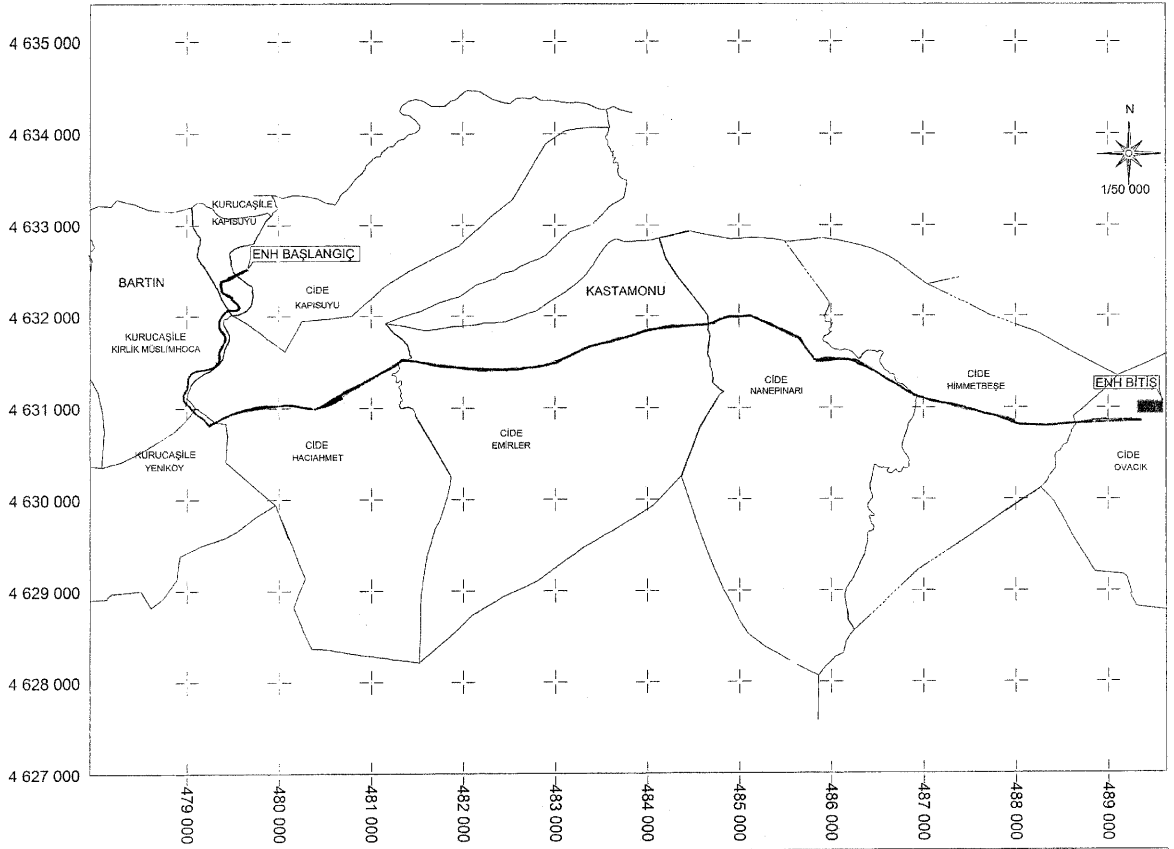 4 635 000
4 634 000
4 633 000
4 632 000
4 631 000
4 630 000
4 629 000
4 628 000
4 627 000
N
1/50 000
KURUCAŞİLE
KAPISUYU
ENH BAŞLANGIÇ
BARTIN
CİDE
KAPISUYU
KASTAMONU
KURUCAŞİLE
KIRLIK MÜSLİMHOCA
CİDE
NANEPINARI
CİDE
HİMMETBEŞE
ENH BİTİŞ
KURUCAŞİLE
YENİKÖY
CİDE
HACIAHMET
CİDE
EMİRLER
CİDE
OVACIK
479 000
480 000
481 000
482 000
483 000
484 000
485 000
486 000
487 000
488 000
489 000